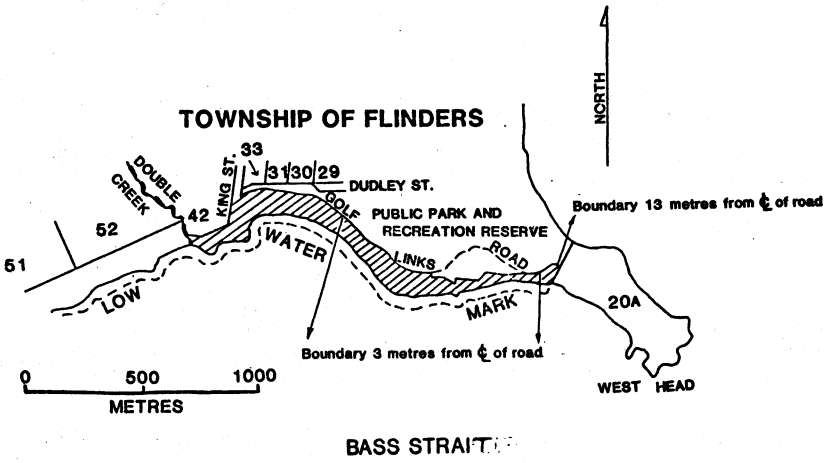 NORTH
TOWNSHIP OF FLINDERS
DOUBLE
CREEK
KING ST.
33
31
30
29
DUDLEY ST.
42
52
51
GOLF
LINKS
ROAD
PUBLIC PARK AND
RECREATION RESERVE
Boundary 13 metres from ℄ of road
WATER
LOW
MARK
20A
Boundary 3 metres from ℄ of road
WEST HEAD
0 500 1000
METRES
BASS STRAIT